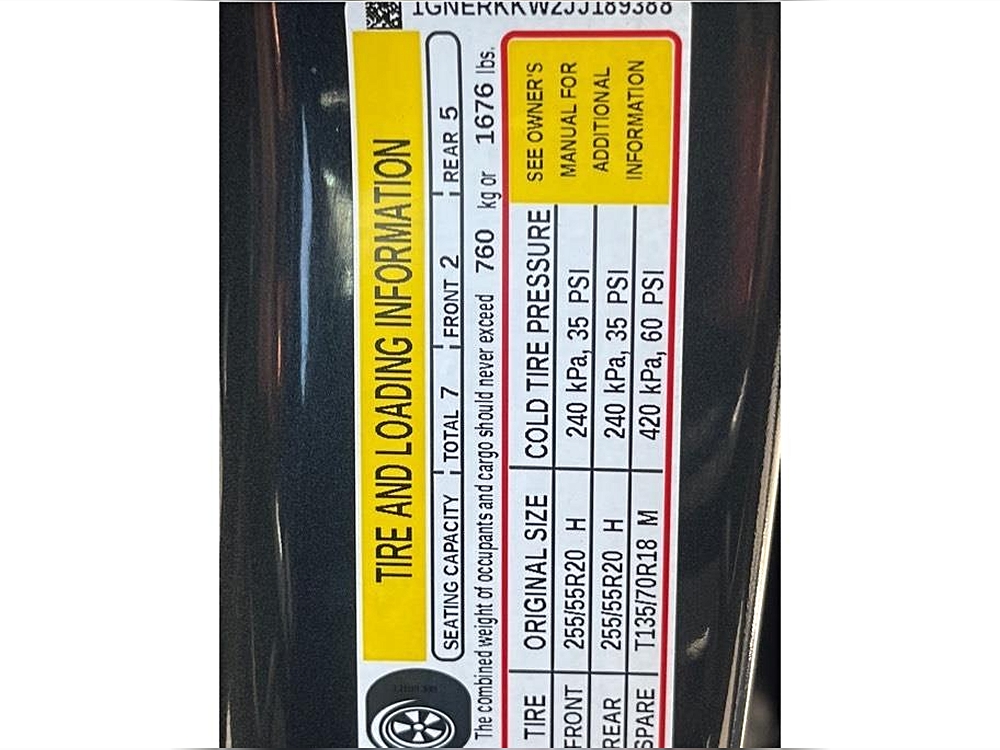 1GNERKKW2JJ189388
TIRE AND LOADING INFORMATION
SEATING CAPACITY TOTAL 7 FRONT 2 REAR 5
The combined weight of occupants and cargo should never exceed 760 kg or 1676 lbs.
TIRE ORIGINAL SIZE COLD TIRE PRESSURE
FRONT 255/55R20 H 240 kPa, 35 PSI
REAR 255/55R20 H 240 kPa, 35 PSI
SPARE T135/70R18 M 420 kPa, 60 PSI
SEE OWNER'S
MANUAL FOR
ADDITIONAL
INFORMATION